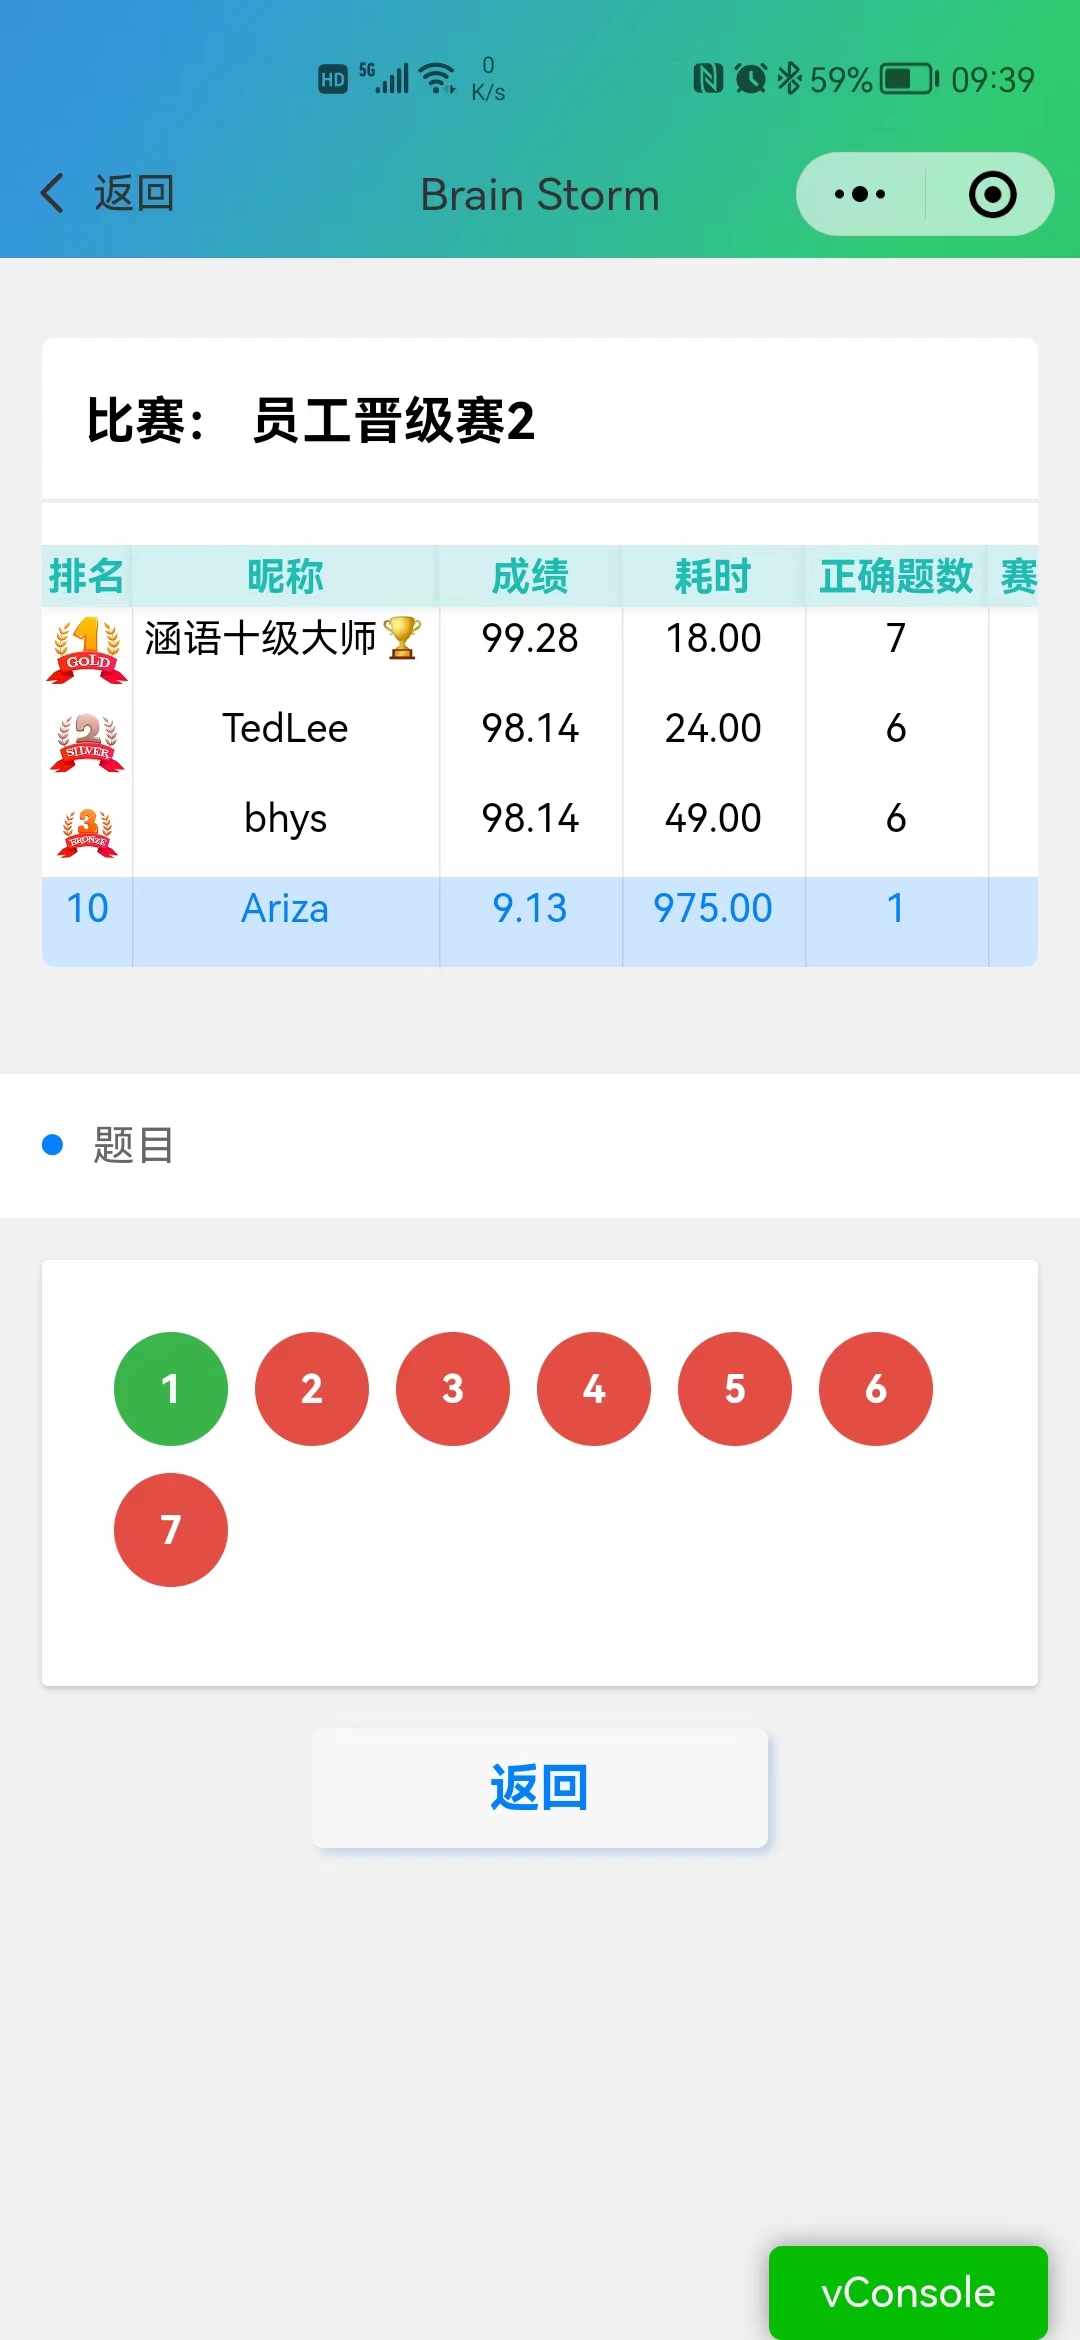 HD 5G 0 K/s 59% 09:39
返回 Brain Storm
比赛： 员工晋级赛2
排名 昵称 成绩 耗时 正确题数 赛
1 GOLD 涵语十级大师🏆 99.28 18.00 7
2 SILVER TedLee 98.14 24.00 6
3 BRONZE bhys 98.14 49.00 6
10 Ariza 9.13 975.00 1
题目
1 2 3 4 5 6
7
返回
vConsole